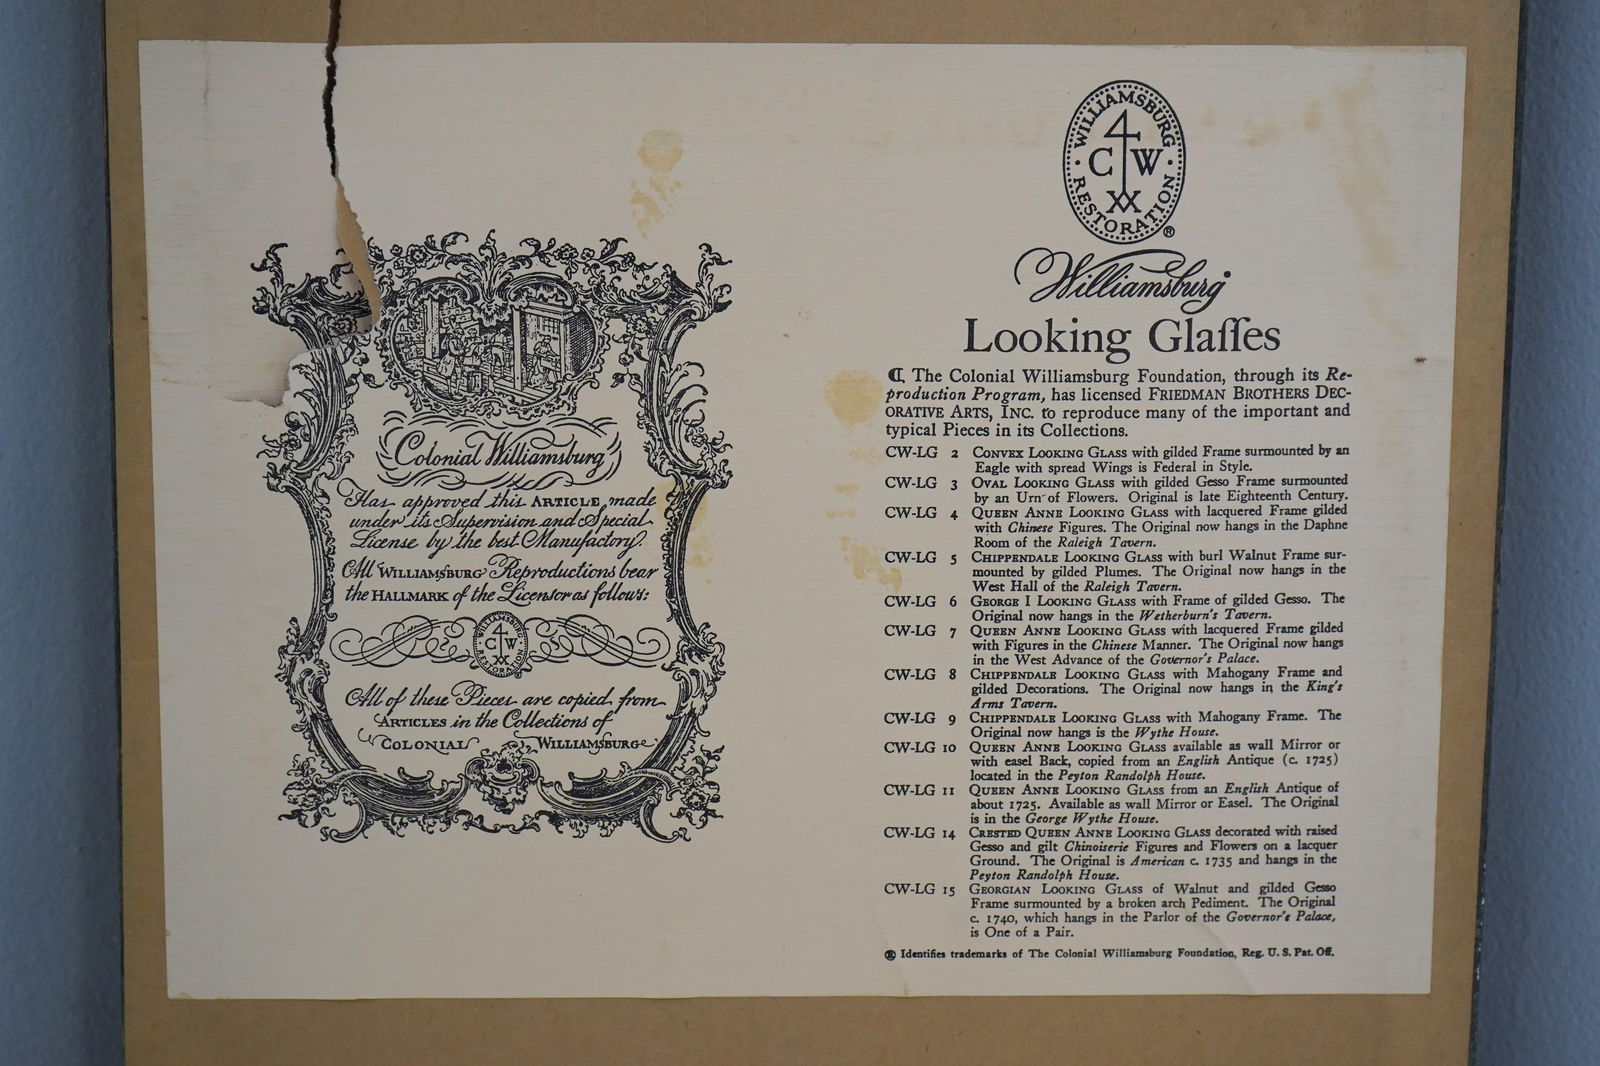 Colonial Williamsburg
Has approved this ARTICLE, made
under its Supervision and Special
License by the best Manufactory.
All WILLIAMSBURG Reproductions bear
the HALLMARK of the Licensor as follows:
WILLIAMSBURG
CW
RESTORATION
All of these Pieces are copied from
ARTICLES in the Collections of
COLONIAL WILLIAMSBURG
WILLIAMSBURG
C W
RESTORATION
®
Williamsburg
Looking Glaſſes
The Colonial Williamsburg Foundation, through its Re-
production Program, has licensed FRIEDMAN BROTHERS DEC-
ORATIVE ARTS, INC. to reproduce many of the important and
typical Pieces in its Collections.
CW-LG 2 CONVEX LOOKING GLASS with gilded Frame surmounted by an
Eagle with spread Wings is Federal in Style.
CW-LG 3 OVAL LOOKING GLASS with gilded Gesso Frame surmounted
by an Urn of Flowers. Original is late Eighteenth Century.
CW-LG 4 QUEEN ANNE LOOKING GLASS with lacquered Frame gilded
with Chinese Figures. The Original now hangs in the Daphne
Room of the Raleigh Tavern.
CW-LG 5 CHIPPENDALE LOOKING GLASS with burl Walnut Frame sur-
mounted by gilded Plumes. The Original now hangs in the
West Hall of the Raleigh Tavern.
CW-LG 6 GEORGE I LOOKING GLASS with Frame of gilded Gesso. The
Original now hangs in the Wetherburn's Tavern.
CW-LG 7 QUEEN ANNE LOOKING GLASS with lacquered Frame gilded
with Figures in the Chinese Manner. The Original now hangs
in the West Advance of the Governor's Palace.
CW-LG 8 CHIPPENDALE LOOKING GLASS with Mahogany Frame and
gilded Decorations. The Original now hangs in the King's
Arms Tavern.
CW-LG 9 CHIPPENDALE LOOKING GLASS with Mahogany Frame. The
Original now hangs is the Wythe House.
CW-LG 10 QUEEN ANNE LOOKING GLASS available as wall Mirror or
with easel Back, copied from an English Antique (c. 1725)
located in the Peyton Randolph House.
CW-LG 11 QUEEN ANNE LOOKING GLASS from an English Antique of
about 1725. Available as wall Mirror or Easel. The Original
is in the George Wythe House.
CW-LG 14 CRESTED QUEEN ANNE LOOKING GLASS decorated with raised
Gesso and gilt Chinoiserie Figures and Flowers on a lacquer
Ground. The Original is American c. 1735 and hangs in the
Peyton Randolph House.
CW-LG 15 GEORGIAN LOOKING GLASS of Walnut and gilded Gesso
Frame surmounted by a broken arch Pediment. The Original
c. 1740, which hangs in the Parlor of the Governor's Palace,
is One of a Pair.
® Identifies trademarks of The Colonial Williamsburg Foundation, Reg. U. S. Pat. Off.